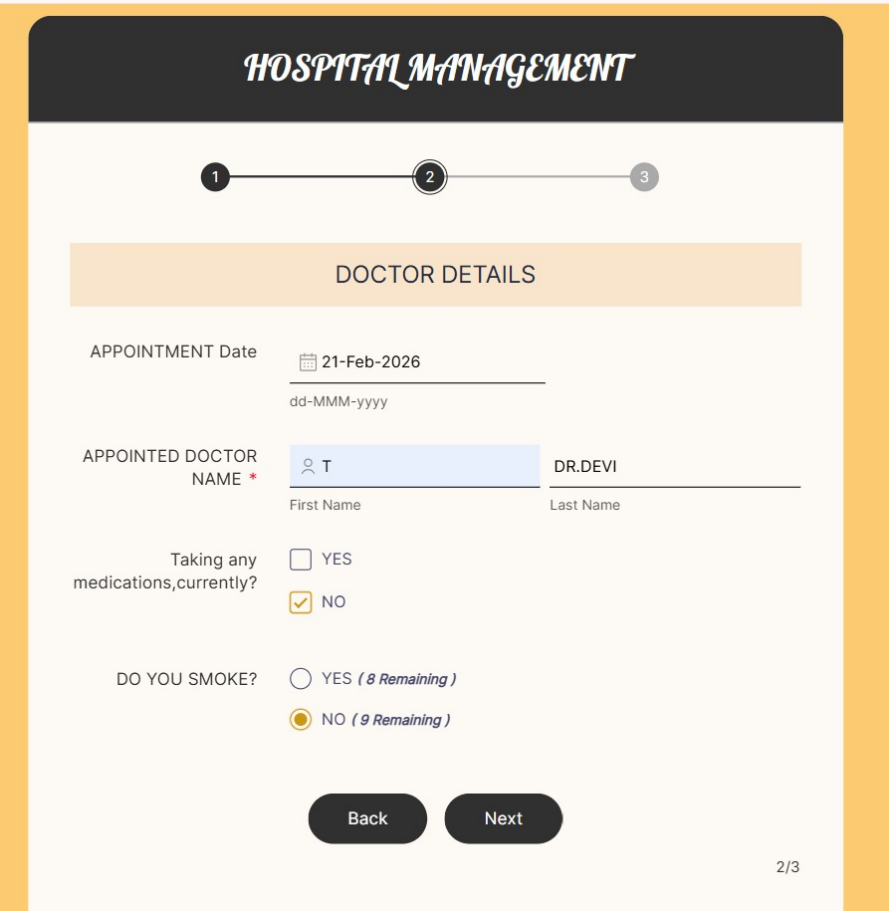 HOSPITAL MANAGEMENT
1 2 3
DOCTOR DETAILS
APPOINTMENT Date
21-Feb-2026
dd-MMM-yyyy
APPOINTED DOCTOR
NAME *
T DR.DEVI
First Name Last Name
Taking any
medications,currently?
YES
NO
DO YOU SMOKE?
YES ( 8 Remaining )
NO ( 9 Remaining )
Back Next
2/3